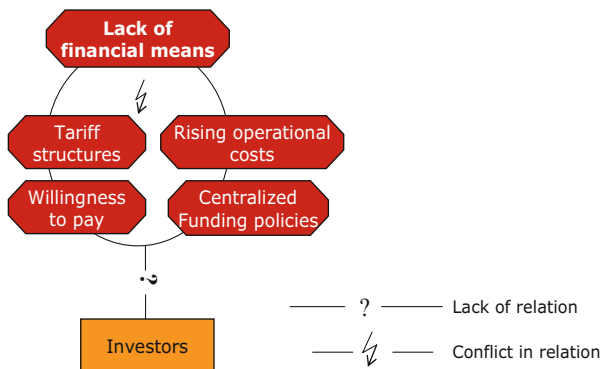 Lack of
financial means
Tariff
structures
Rising operational
costs
Willingness
to pay
Centralized
Funding policies
?
Investors
? Lack of relation
Conflict in relation